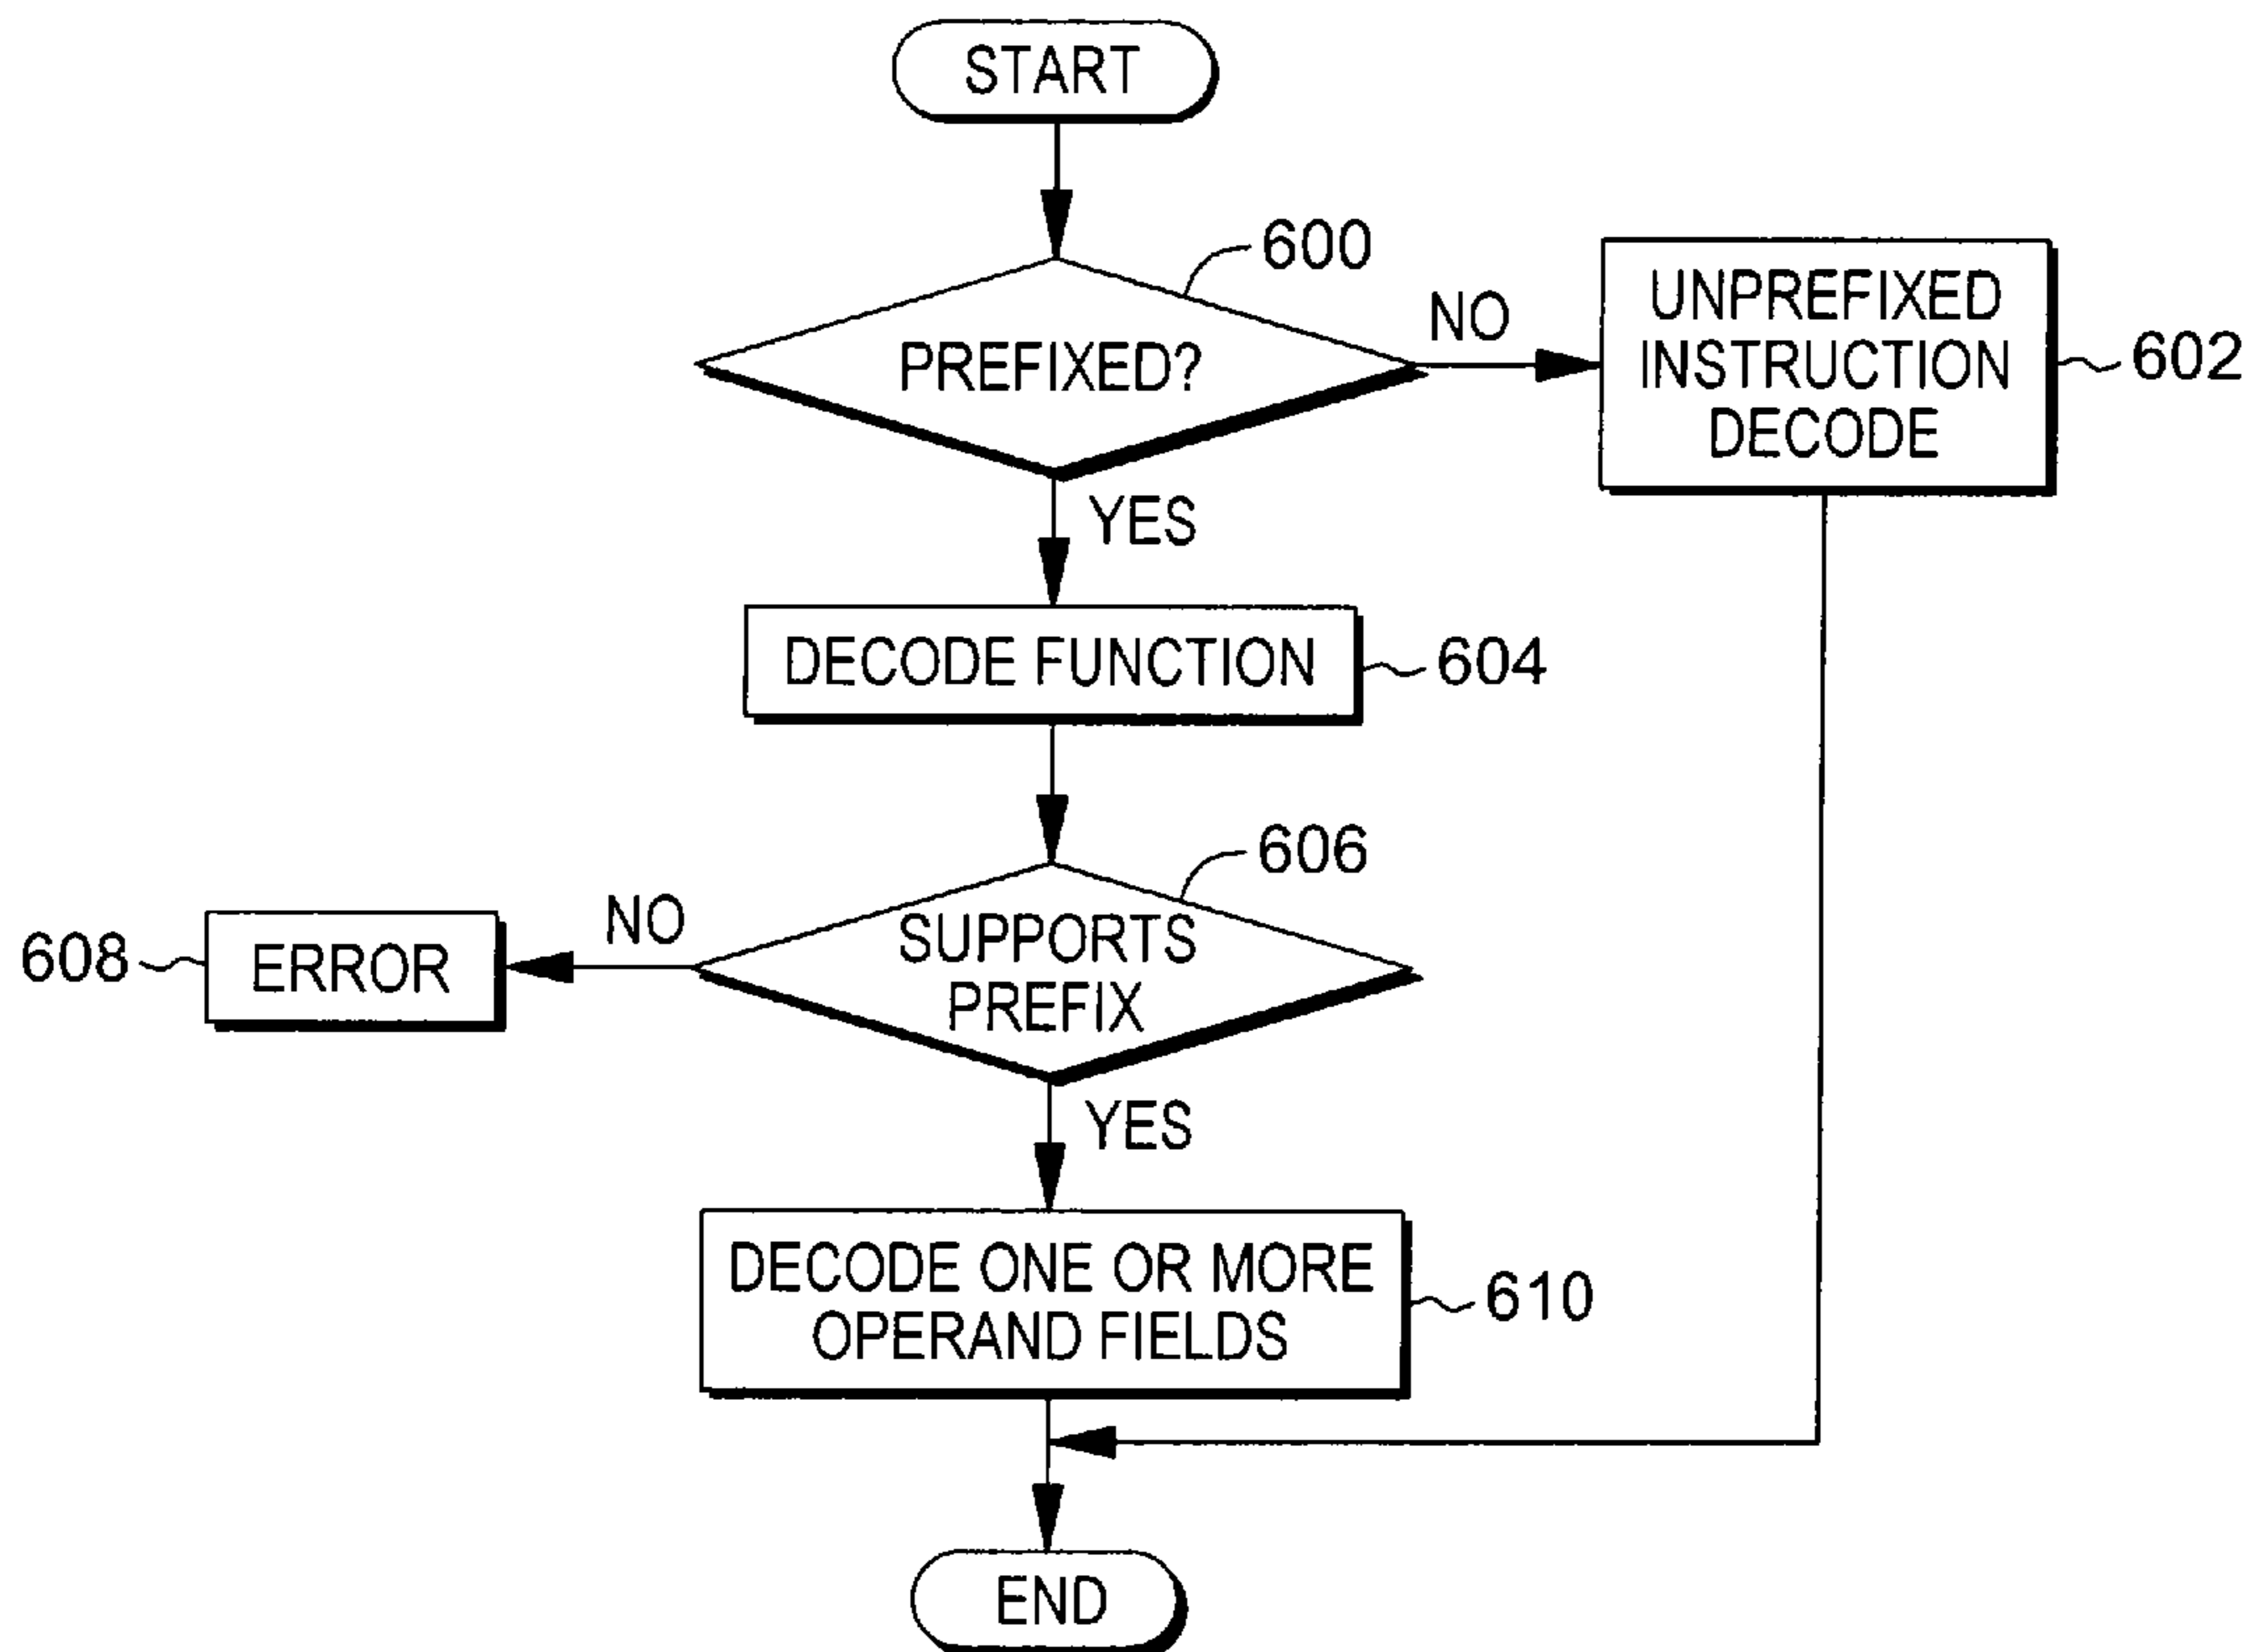 START
600
PREFIXED?
NO
UNPREFIXED
INSTRUCTION
DECODE
602
YES
DECODE FUNCTION
604
606
SUPPORTS
PREFIX
NO
ERROR
608
YES
DECODE ONE OR MORE
OPERAND FIELDS
610
END